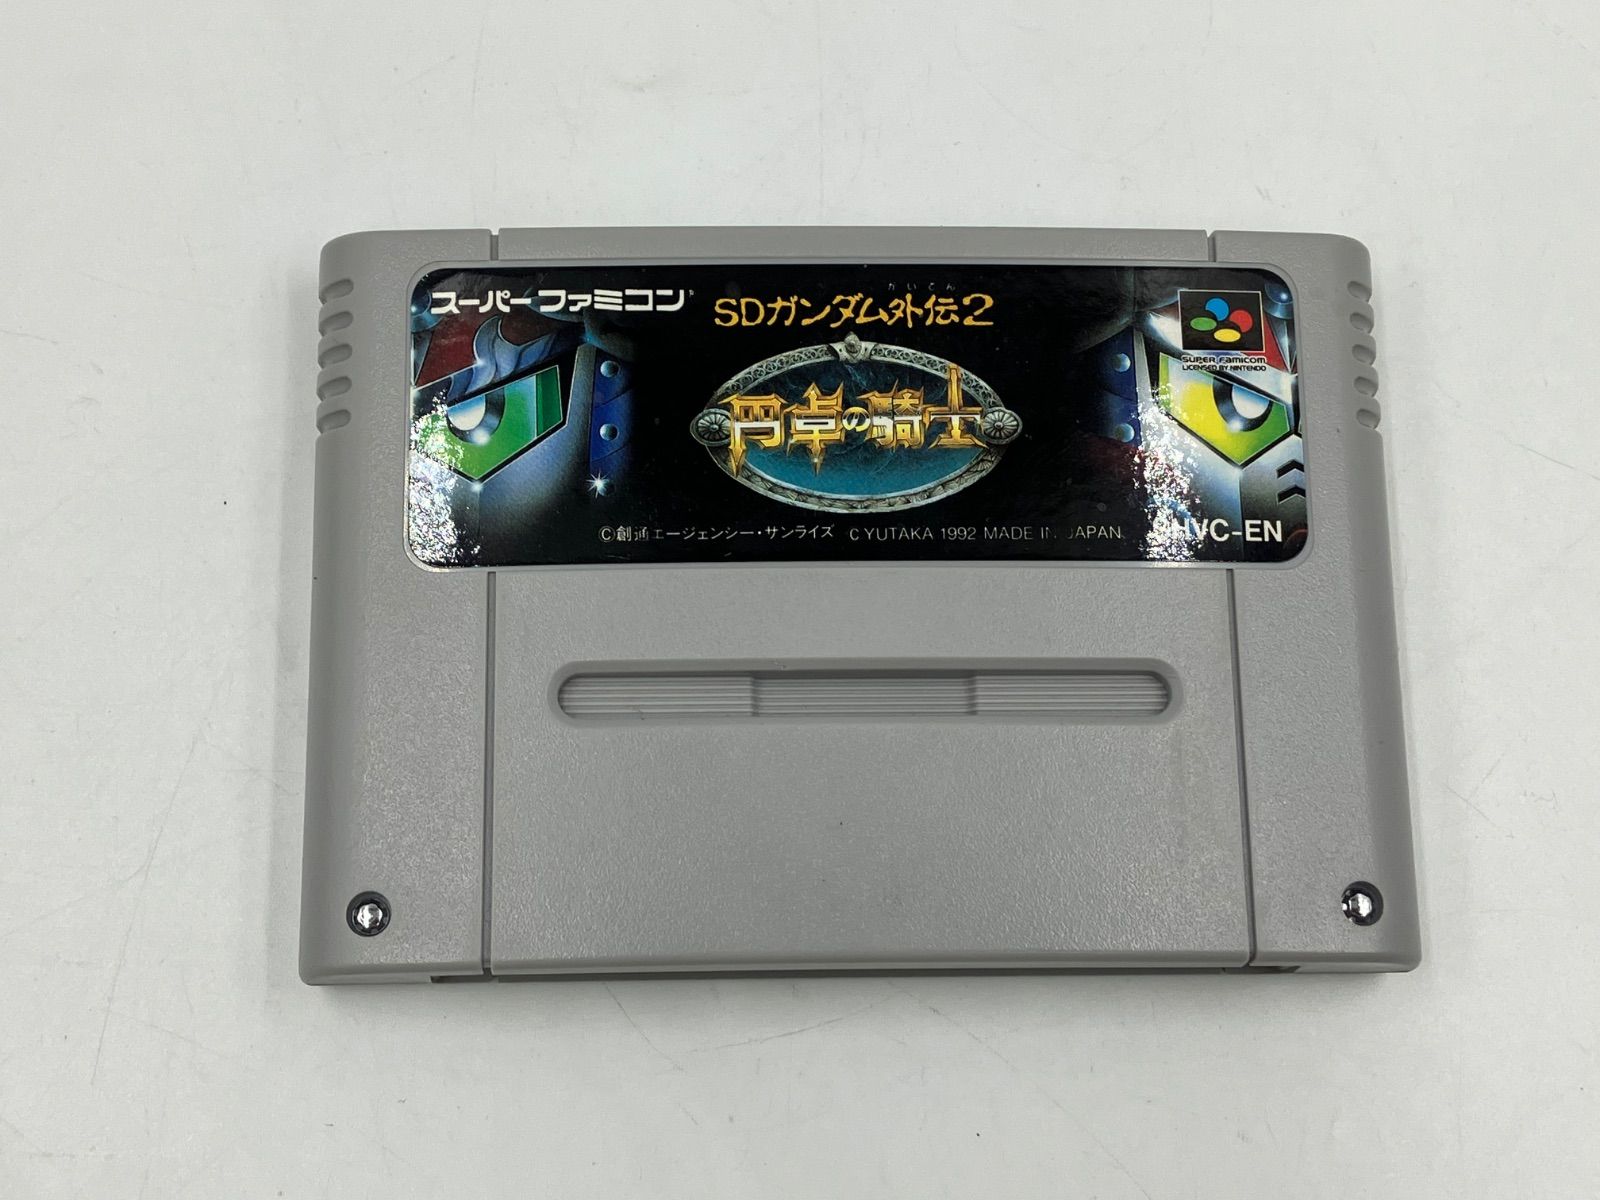 スーパーファミコン
がいでん
SDガンダム外伝2
円卓の騎士
SUPER FAMICOM
LICENSED BY NINTENDO
©創通エージェンシー・サンライズ © YUTAKA 1992 MADE IN JAPAN
SHVC-EN